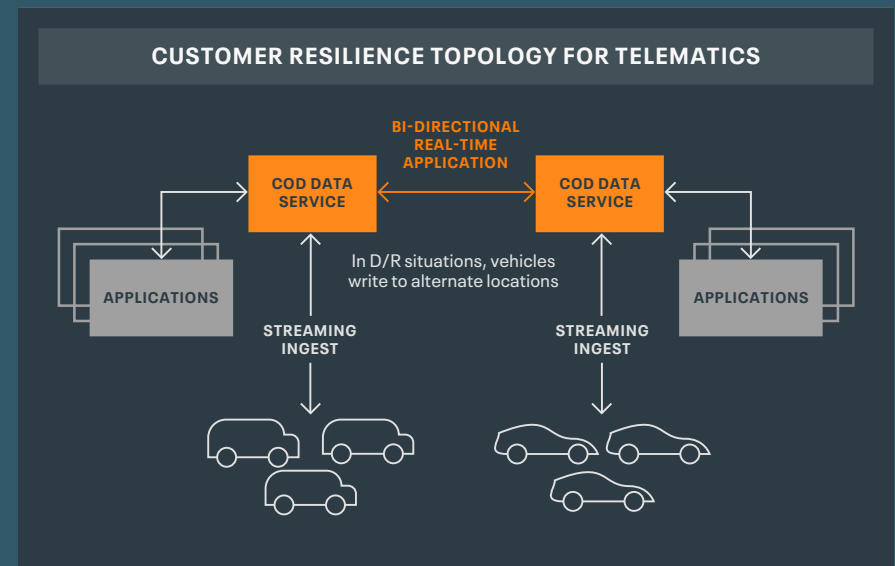 CUSTOMER RESILIENCE TOPOLOGY FOR TELEMATICS
BI-DIRECTIONAL
REAL-TIME
APPLICATION
COD DATA
SERVICE
COD DATA
SERVICE
In D/R situations, vehicles
write to alternate locations
APPLICATIONS
APPLICATIONS
STREAMING
INGEST
STREAMING
INGEST